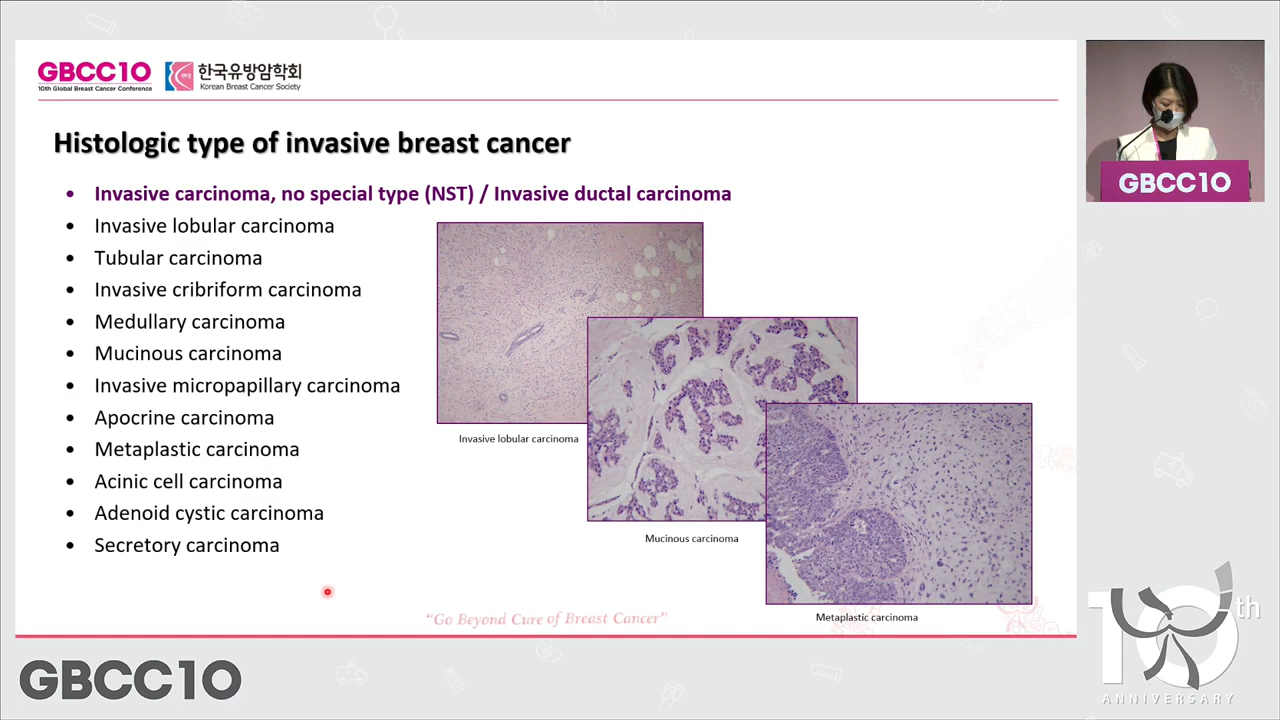 GBCC10
10th Global Breast Cancer Conference
한국유방암학회
Korean Breast Cancer Society
Histologic type of invasive breast cancer
• Invasive carcinoma, no special type (NST) / Invasive ductal carcinoma
• Invasive lobular carcinoma
• Tubular carcinoma
• Invasive cribriform carcinoma
• Medullary carcinoma
• Mucinous carcinoma
• Invasive micropapillary carcinoma
• Apocrine carcinoma
• Metaplastic carcinoma
• Acinic cell carcinoma
• Adenoid cystic carcinoma
• Secretory carcinoma
Invasive lobular carcinoma
Mucinous carcinoma
Metaplastic carcinoma
“Go Beyond Cure of Breast Cancer”
GBCC10
GBCC10
10th
ANNIVERSARY